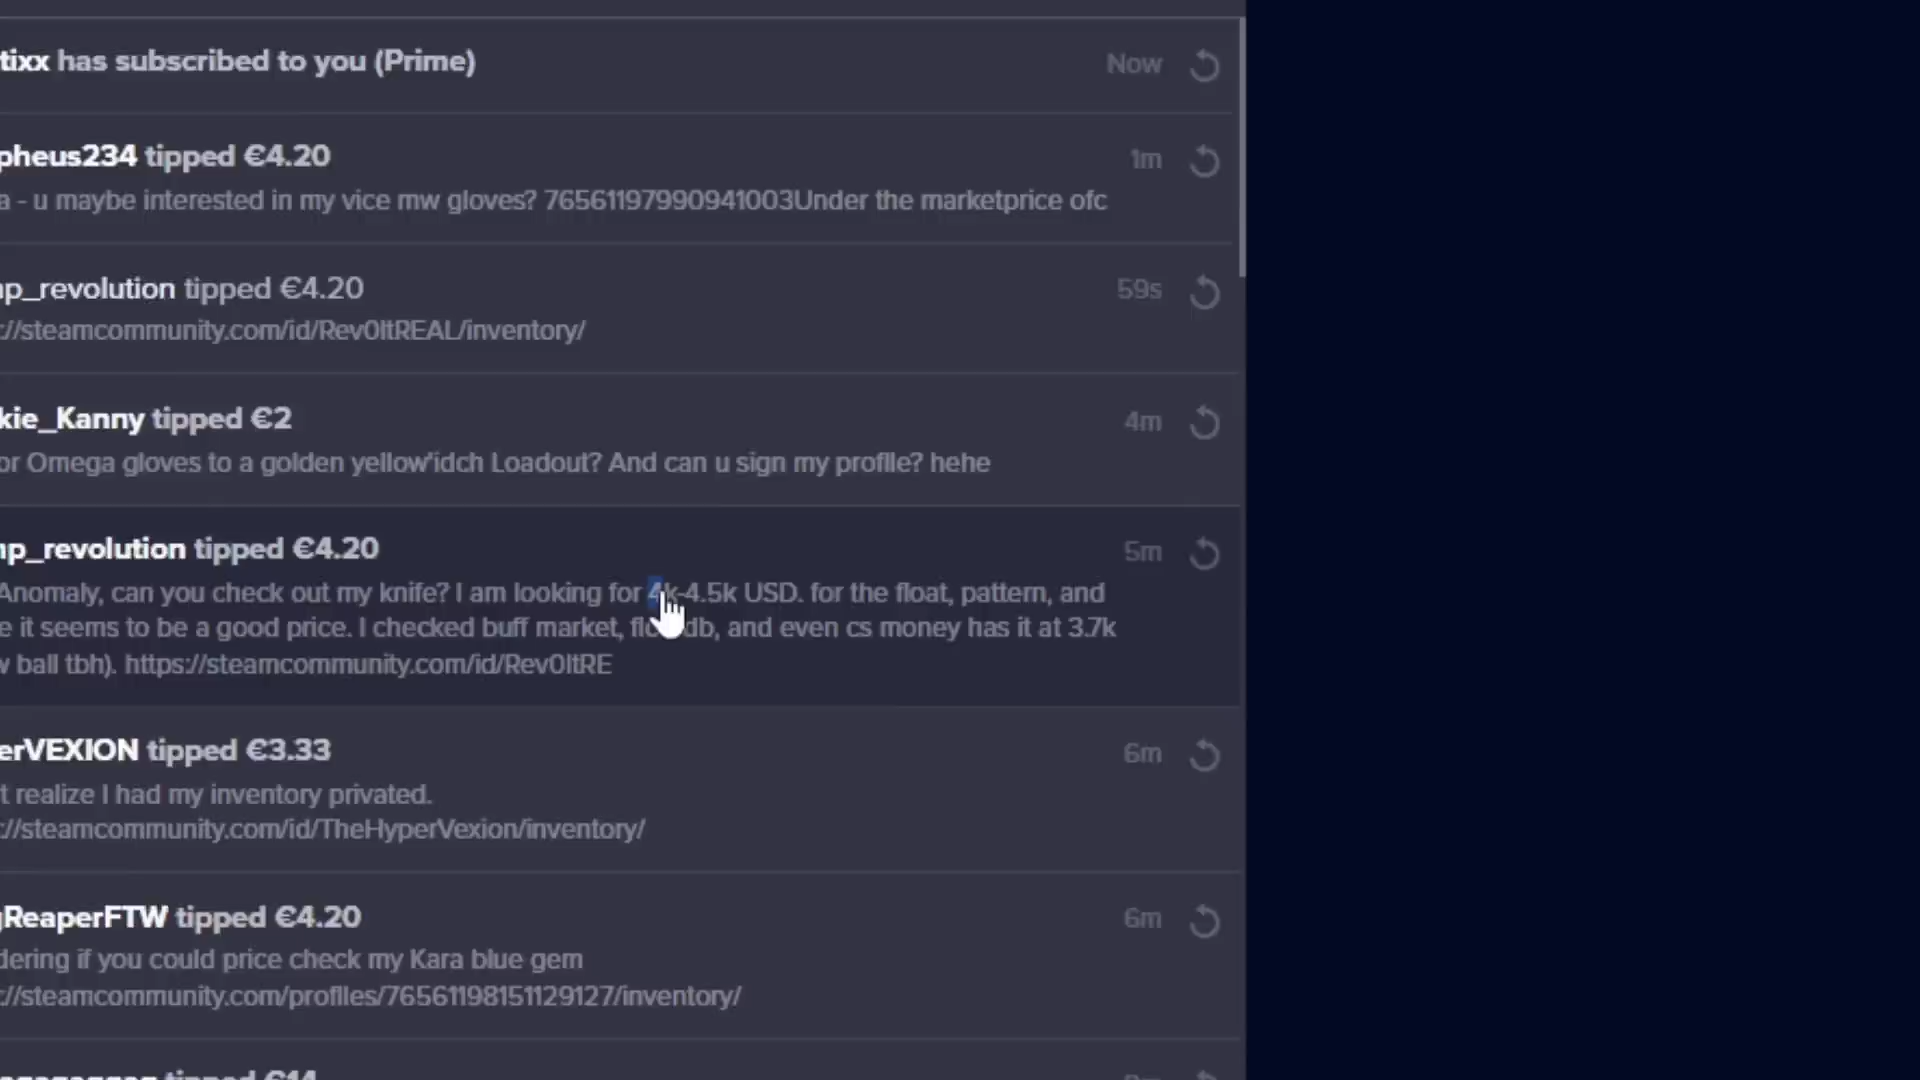 tixx has subscribed to you (Prime)
Now
pheus234 tipped €4.20
1m
a - u maybe interested in my vice mw gloves? 76561197990941003Under the marketprice ofc
np_revolution tipped €4.20
59s
://steamcommunity.com/id/Rev0ltREAL/inventory/
kie_Kanny tipped €2
4m
or Omega gloves to a golden yellow'idch Loadout? And can u sign my profile? hehe
np_revolution tipped €4.20
5m
Anomaly, can you check out my knife? I am looking for 4k-4.5k USD. for the float, pattern, and
e it seems to be a good price. I checked buff market, db, and even cs money has it at 3.7k
w ball tbh). https://steamcommunity.com/id/Rev0ltRE
erVEXION tipped €3.33
6m
t realize I had my inventory privated.
://steamcommunity.com/id/TheHyperVexion/inventory/
gReaperFTW tipped €4.20
6m
dering if you could price check my Kara blue gem
://steamcommunity.com/profiles/76561198151129127/inventory/
tipped €14